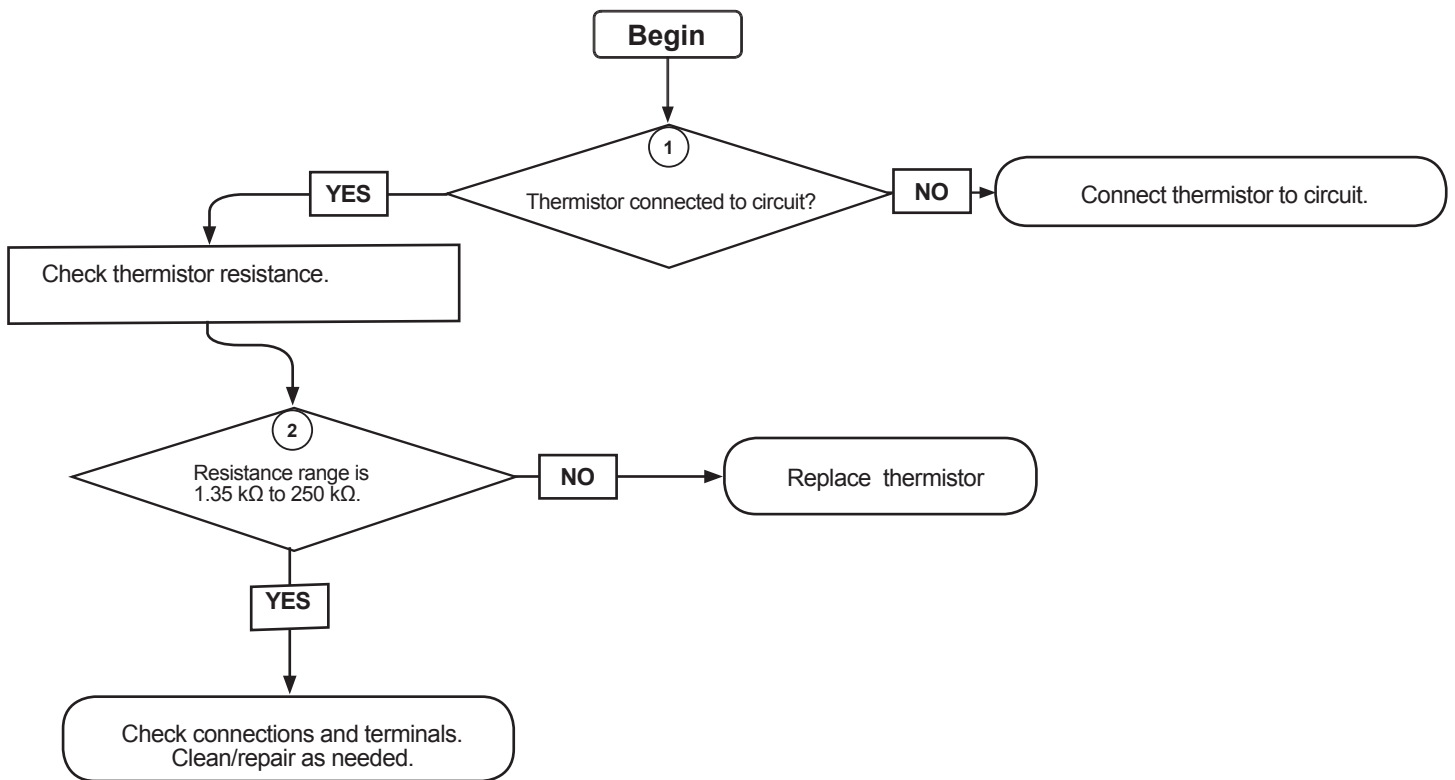 Begin
1
Thermistor connected to circuit?
YES
NO
Connect thermistor to circuit.
Check thermistor resistance.
2
Resistance range is
1.35 kΩ to 250 kΩ.
NO
Replace thermistor
YES
Check connections and terminals.
Clean/repair as needed.